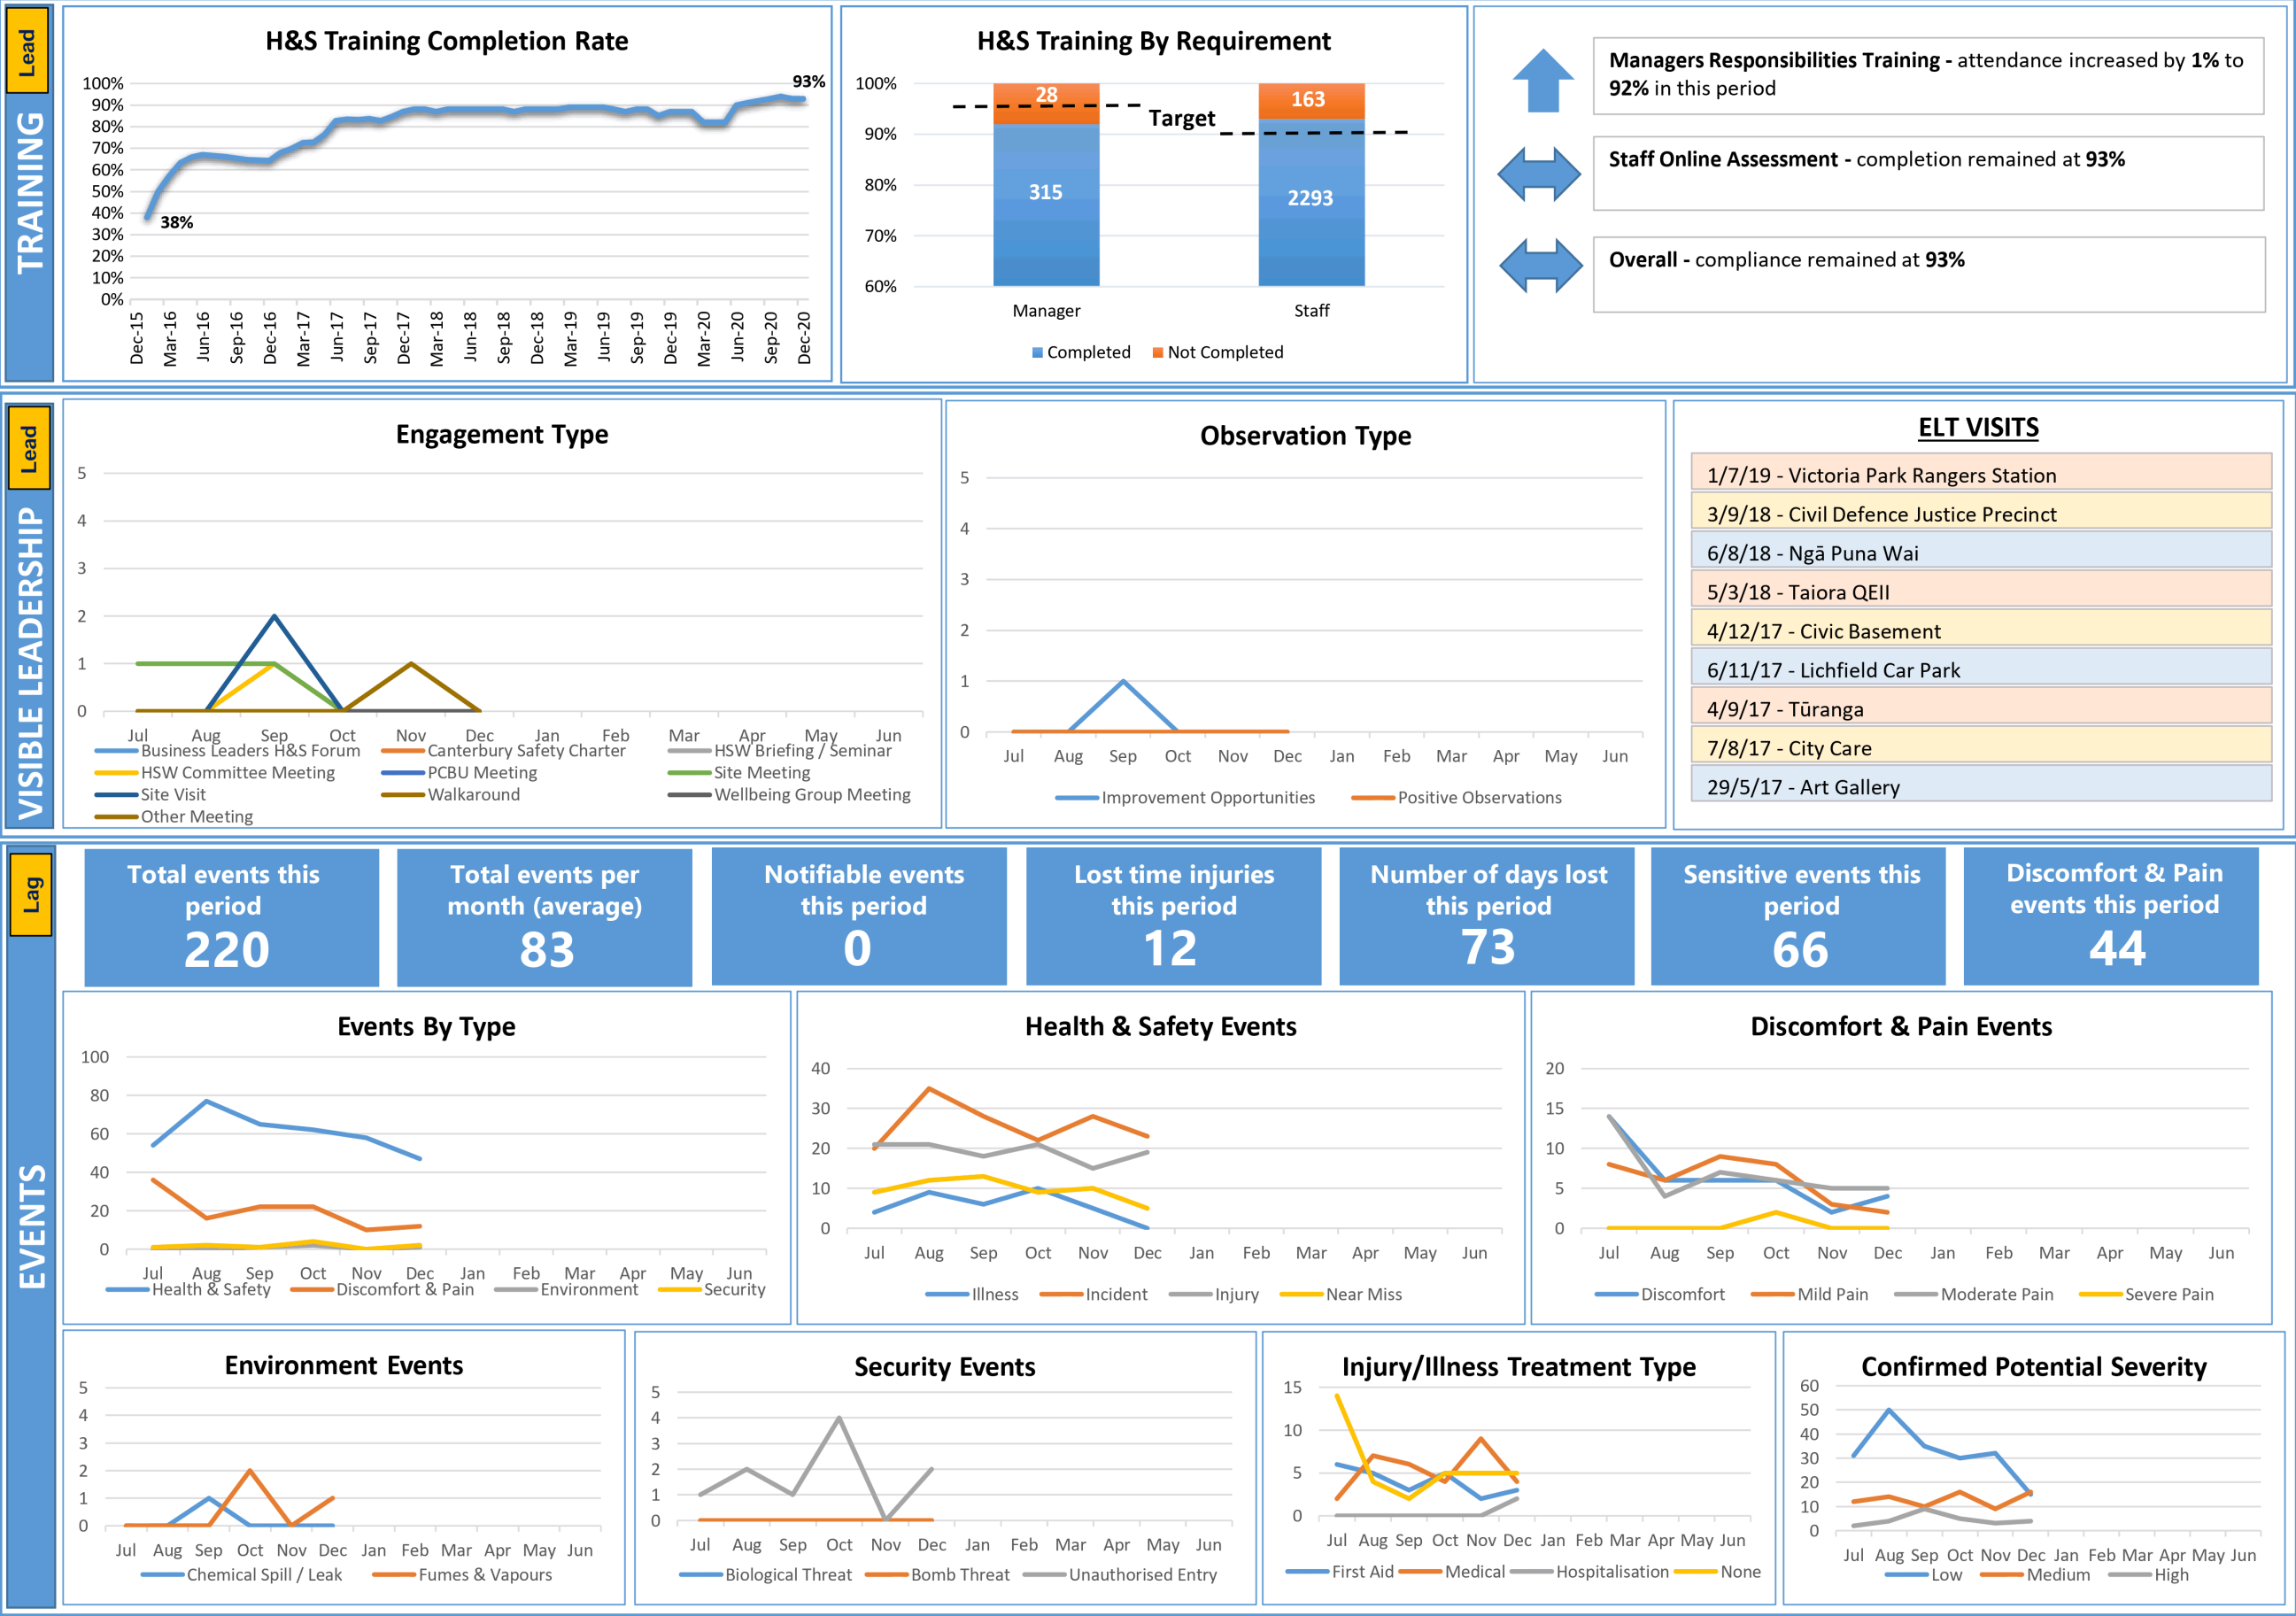 Lead
TRAINING
H&S Training Completion Rate
100%
90%
80%
70%
60%
50%
40%
30%
20%
10%
0%
93%
38%
Dec-15
Mar-16
Jun-16
Sep-16
Dec-16
Mar-17
Jun-17
Sep-17
Dec-17
Mar-18
Jun-18
Sep-18
Dec-18
Mar-19
Jun-19
Sep-19
Dec-19
Mar-20
Jun-20
Sep-20
Dec-20
H&S Training By Requirement
100%
90%
80%
70%
60%
28
163
Target
315
2293
Manager Staff
Completed Not Completed
Managers Responsibilities Training - attendance increased by 1% to
92% in this period
Staff Online Assessment - completion remained at 93%
Overall - compliance remained at 93%
Lead
VISIBLE LEADERSHIP
Engagement Type
5
4
3
2
1
0
Jul Aug Sep Oct Nov Dec Jan Feb Mar Apr May Jun
Business Leaders H&S Forum Canterbury Safety Charter HSW Briefing / Seminar
HSW Committee Meeting PCBU Meeting Site Meeting
Site Visit Walkaround Wellbeing Group Meeting
Other Meeting
Observation Type
5
4
3
2
1
0
Jul Aug Sep Oct Nov Dec Jan Feb Mar Apr May Jun
Improvement Opportunities Positive Observations
ELT VISITS
1/7/19 - Victoria Park Rangers Station
3/9/18 - Civil Defence Justice Precinct
6/8/18 - Ngā Puna Wai
5/3/18 - Taiora QEII
4/12/17 - Civic Basement
6/11/17 - Lichfield Car Park
4/9/17 - Tūranga
7/8/17 - City Care
29/5/17 - Art Gallery
Lag
EVENTS
Total events this
period
220
Total events per
month (average)
83
Notifiable events
this period
0
Lost time injuries
this period
12
Number of days lost
this period
73
Sensitive events this
period
66
Discomfort & Pain
events this period
44
Events By Type
100
80
60
40
20
0
Jul Aug Sep Oct Nov Dec Jan Feb Mar Apr May Jun
Health & Safety Discomfort & Pain Environment Security
Health & Safety Events
40
30
20
10
0
Jul Aug Sep Oct Nov Dec Jan Feb Mar Apr May Jun
Illness Incident Injury Near Miss
Discomfort & Pain Events
20
15
10
5
0
Jul Aug Sep Oct Nov Dec Jan Feb Mar Apr May Jun
Discomfort Mild Pain Moderate Pain Severe Pain
Environment Events
5
4
3
2
1
0
Jul Aug Sep Oct Nov Dec Jan Feb Mar Apr May Jun
Chemical Spill / Leak Fumes & Vapours
Security Events
5
4
3
2
1
0
Jul Aug Sep Oct Nov Dec Jan Feb Mar Apr May Jun
Biological Threat Bomb Threat Unauthorised Entry
Injury/Illness Treatment Type
15
10
5
0
Jul Aug Sep Oct Nov Dec Jan Feb Mar Apr May Jun
First Aid Medical Hospitalisation None
Confirmed Potential Severity
60
50
40
30
20
10
0
Jul Aug Sep Oct Nov Dec Jan Feb Mar Apr May Jun
Low Medium High